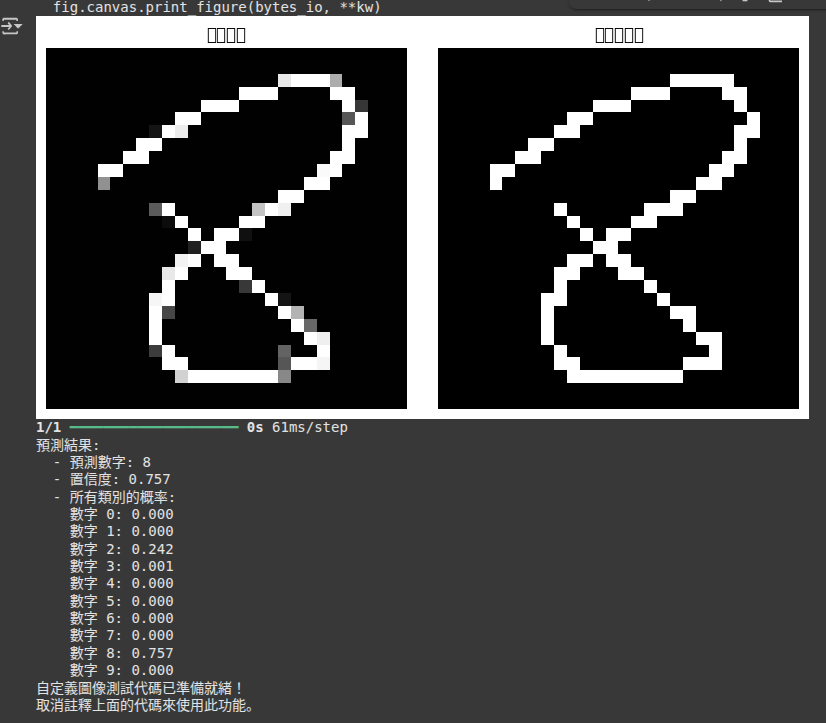 fig.canvas.print_figure(bytes_io, **kw)
□□□□ □□□□□
1/1 ━━━━━━━━━━━━━━━━━━━━ 0s 61ms/step
預測結果:
- 預測數字: 8
- 置信度: 0.757
- 所有類別的概率:
數字 0: 0.000
數字 1: 0.000
數字 2: 0.242
數字 3: 0.001
數字 4: 0.000
數字 5: 0.000
數字 6: 0.000
數字 7: 0.000
數字 8: 0.757
數字 9: 0.000
自定義圖像測試代碼已準備就緒！
取消註釋上面的代碼來使用此功能。